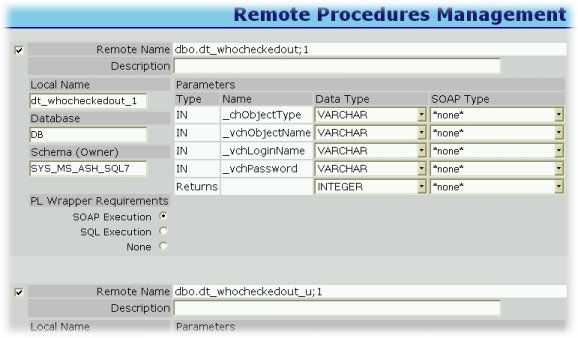 Remote Procedures Management
Remote Name dbo.dt_whocheckedout;1
Description
Local Name
dt_whocheckedout_1
Database
DB
Schema (Owner)
SYS_MS_ASH_SQL7
PL Wrapper Requirements
SOAP Execution
SQL Execution
None
Parameters
Type Name Data Type SOAP Type
IN _chObjectType VARCHAR *none*
IN _vchObjectName VARCHAR *none*
IN _vchLoginName VARCHAR *none*
IN _vchPassword VARCHAR *none*
Returns INTEGER *none*
Remote Name dbo.dt_whocheckedout_u;1
Description
Local Name Parameters